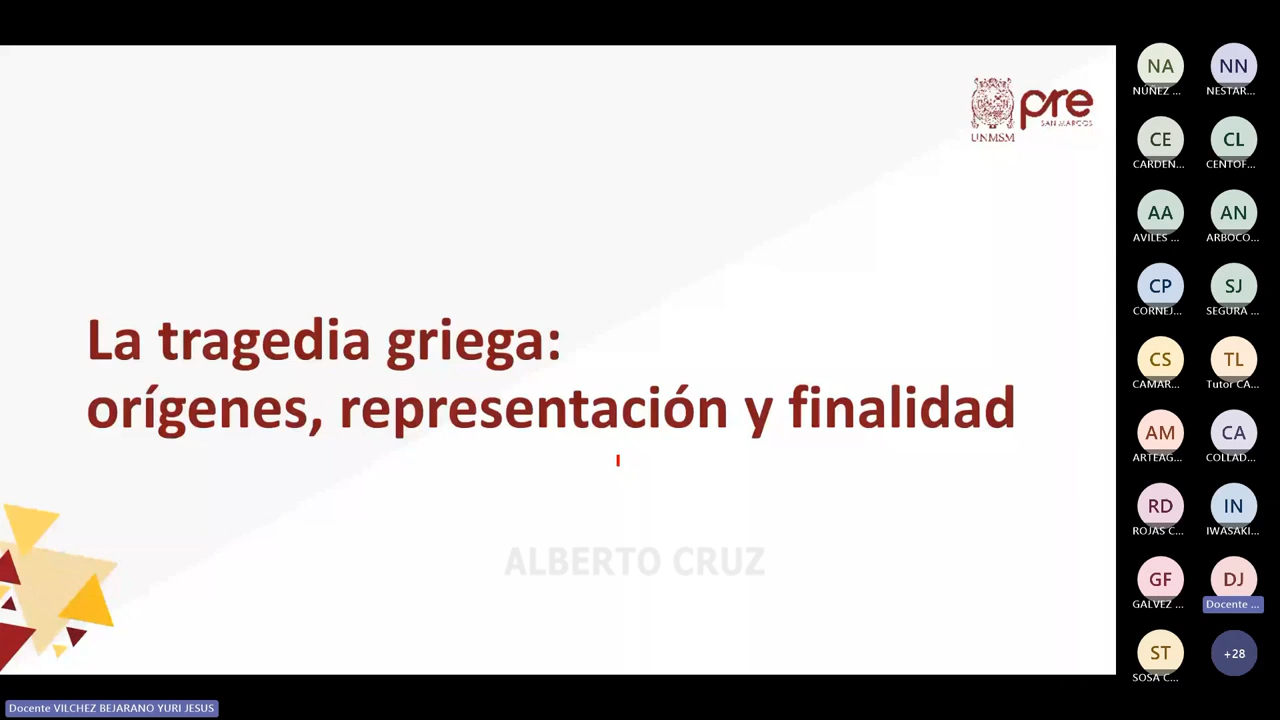 UNMSM
pre
SAN MARCOS
La tragedia griega:
orígenes, representación y finalidad
ALBERTO CRUZ
Docente VILCHEZ BEJARANO YURI JESUS
NA
NUÑEZ ...
NN
NESTAR...
CE
CARDEN...
CL
CENTOF...
AA
AVILES ...
AN
ARBOCO...
CP
CORNEJ...
SJ
SEGURA ...
CS
CAMAR...
TL
Tutor CA...
AM
ARTEAG...
CA
COLLAD...
RD
ROJAS C...
IN
IWASAKI...
GF
GALVEZ ...
DJ
Docente ...
ST
SOSA C...
+28